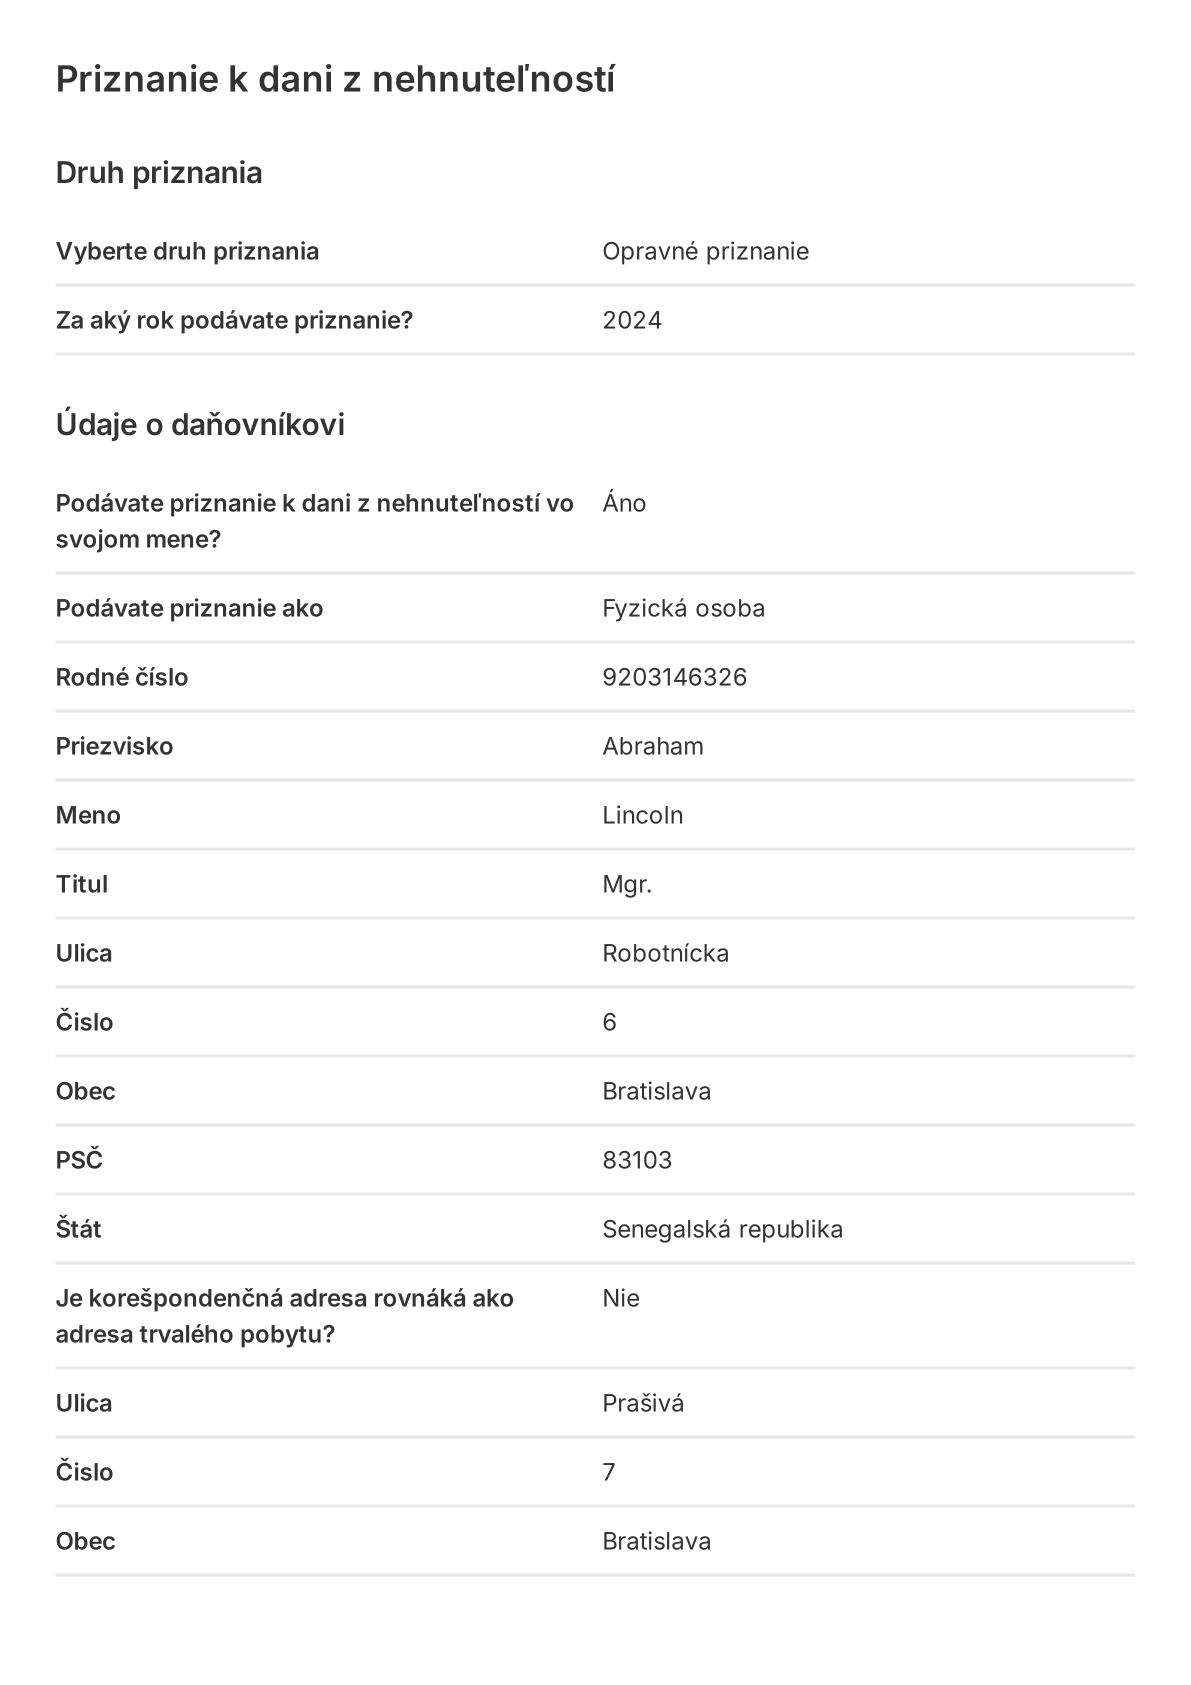 Priznanie k dani z nehnuteľností
Druh priznania
Vyberte druh priznania Opravné priznanie
Za aký rok podávate priznanie? 2024
Údaje o daňovníkovi
Podávate priznanie k dani z nehnuteľností vo Áno
svojom mene?
Podávate priznanie ako Fyzická osoba
Rodné číslo 9203146326
Priezvisko Abraham
Meno Lincoln
Titul Mgr.
Ulica Robotnícka
Čislo 6
Obec Bratislava
PSČ 83103
Štát Senegalská republika
Je korešpondenčná adresa rovnáká ako Nie
adresa trvalého pobytu?
Ulica Prašivá
Čislo 7
Obec Bratislava